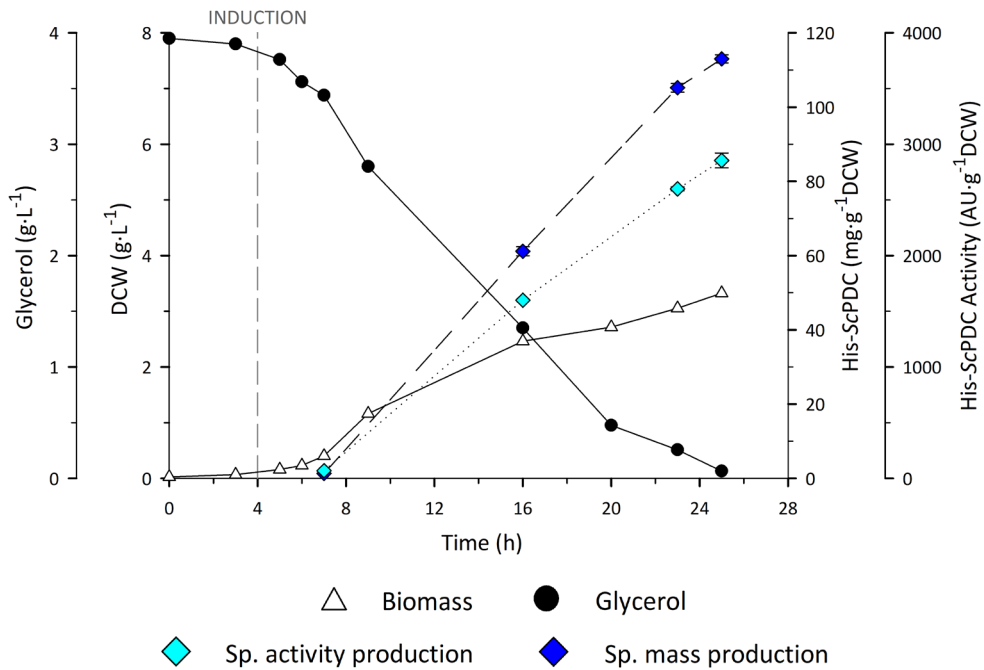 INDUCTION
4
3
2
1
0
Glycerol (g·L⁻¹)
8
6
4
2
0
DCW (g·L⁻¹)
120
100
80
60
40
20
0
His-ScPDC (mg·g⁻¹DCW)
4000
3000
2000
1000
0
His-ScPDC Activity (AU·g⁻¹DCW)
0 4 8 12 16 20 24 28
Time (h)
Biomass Glycerol
Sp. activity production Sp. mass production